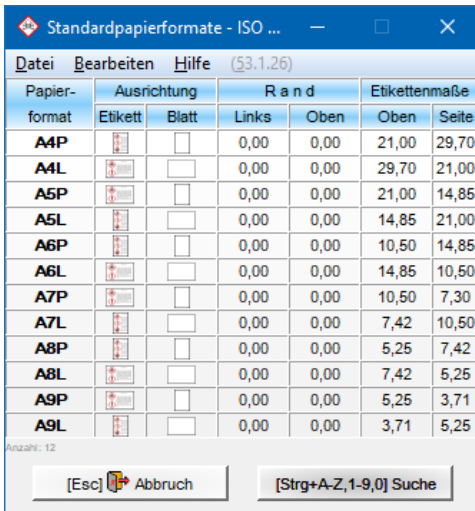 Standardpapierformate - ISO ...
Datei Bearbeiten Hilfe (53.1.26)
Papier- Ausrichtung Rand Etikettenmaße
format Etikett Blatt Links Oben Oben Seite
A4P 0,00 0,00 21,00 29,70
A4L 0,00 0,00 29,70 21,00
A5P 0,00 0,00 21,00 14,85
A5L 0,00 0,00 14,85 21,00
A6P 0,00 0,00 10,50 14,85
A6L 0,00 0,00 14,85 10,50
A7P 0,00 0,00 10,50 7,30
A7L 0,00 0,00 7,42 10,50
A8P 0,00 0,00 5,25 7,42
A8L 0,00 0,00 7,42 5,25
A9P 0,00 0,00 5,25 3,71
A9L 0,00 0,00 3,71 5,25
Anzahl: 12
[Esc] Abbruch [Strg+A-Z,1-9,0] Suche